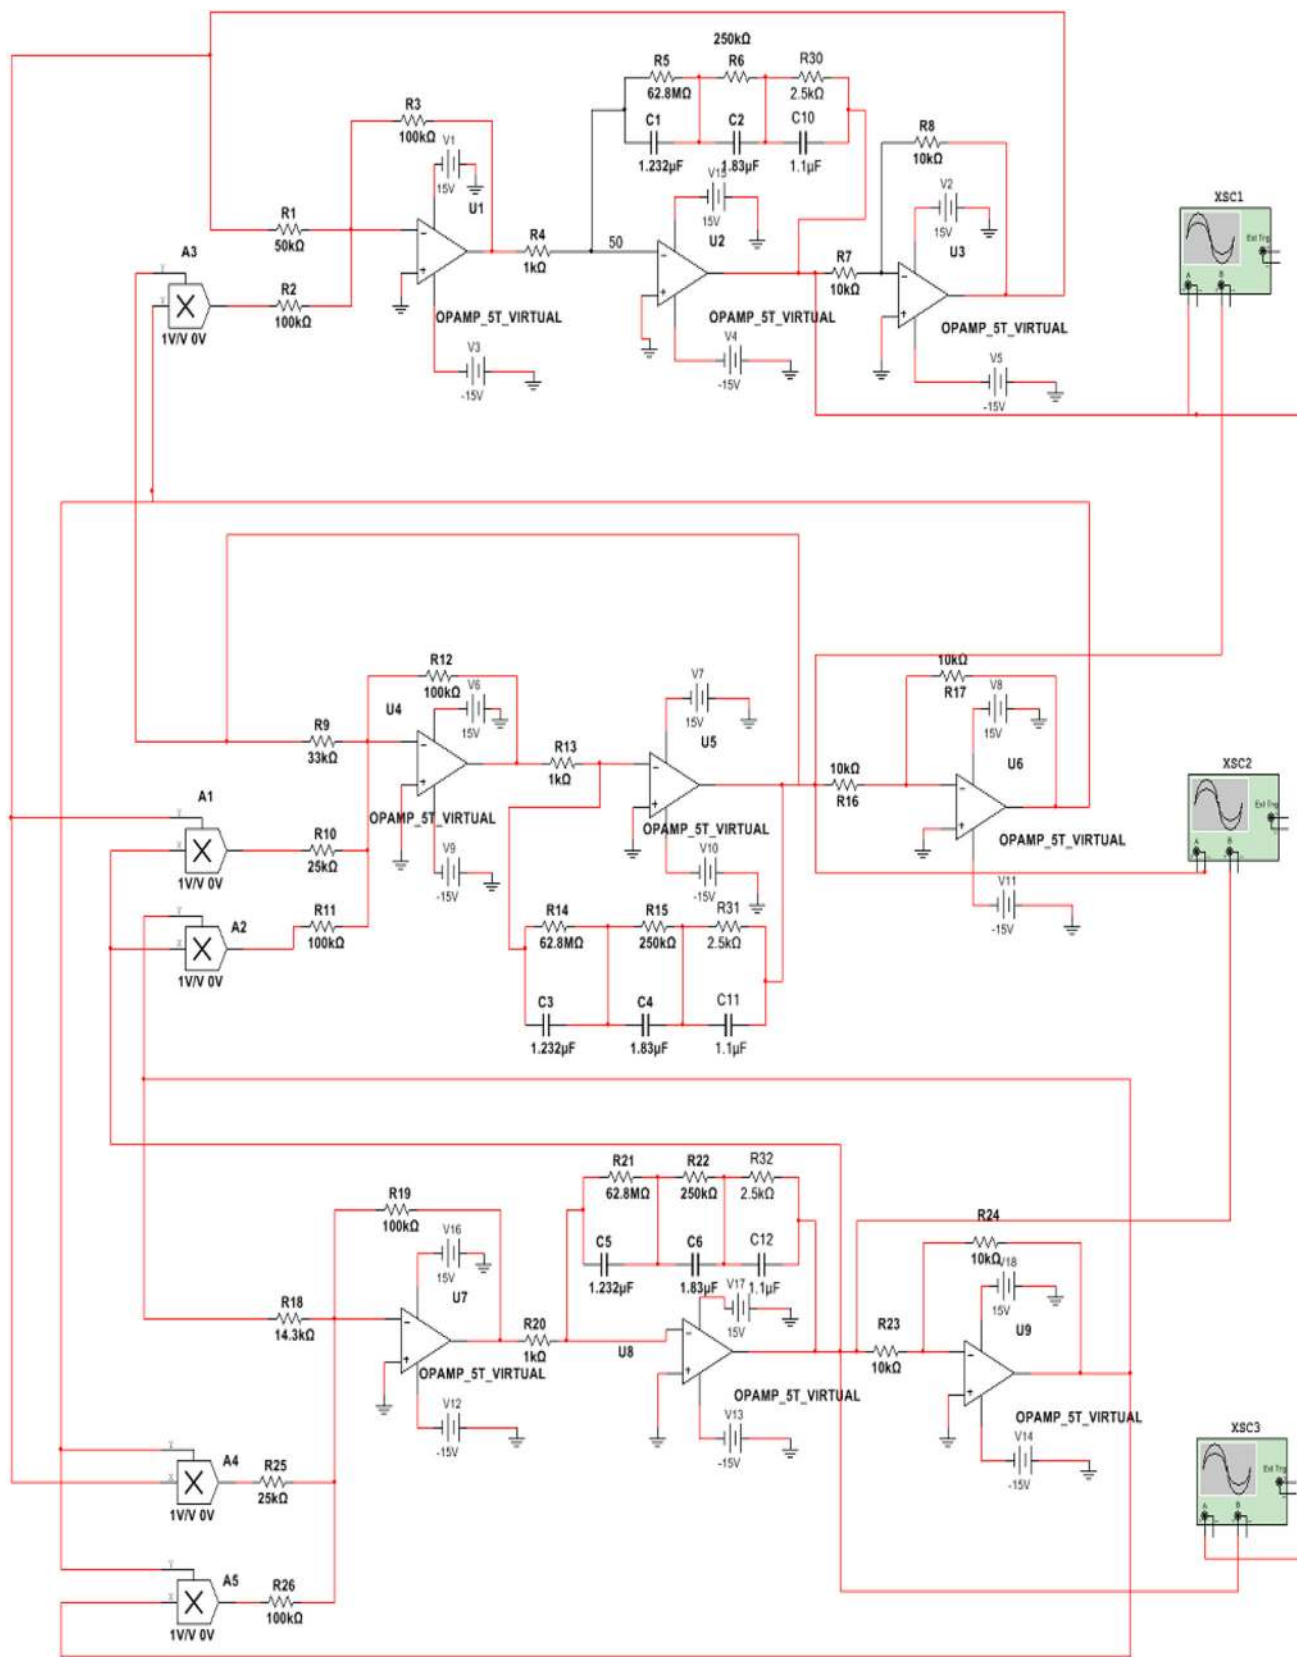 250kΩ
R5
R6
R30
62.8MΩ
2.5kΩ
R3
100kΩ
V1
15V
C1
C2
C10
1.232µF
1.83µF
1.1µF
R8
10kΩ
V15
15V
V2
15V
U1
U2
U3
XSC1
Ext Trig
A
B
R1
50kΩ
R4
1kΩ
50
R7
10kΩ
A3
Y
X
1V/V 0V
R2
100kΩ
OPAMP_5T_VIRTUAL
OPAMP_5T_VIRTUAL
OPAMP_5T_VIRTUAL
V3
-15V
V4
-15V
V5
-15V
R12
100kΩ
V6
15V
V7
15V
10kΩ
R17
V8
15V
U4
U5
U6
R9
33kΩ
R13
1kΩ
10kΩ
R16
XSC2
Ext Trig
A
B
A1
Y
X
1V/V 0V
R10
25kΩ
OPAMP_5T_VIRTUAL
OPAMP_5T_VIRTUAL
OPAMP_5T_VIRTUAL
V9
-15V
V10
-15V
V11
-15V
A2
Y
X
1V/V 0V
R11
100kΩ
R14
62.8MΩ
R15
250kΩ
R31
2.5kΩ
C3
1.232µF
C4
1.83µF
C11
1.1µF
R21
62.8MΩ
R22
250kΩ
R32
2.5kΩ
R19
100kΩ
V16
15V
C5
1.232µF
C6
1.83µF
C12
1.1µF
R24
10kΩ
V17
15V
V18
15V
U7
U8
U9
R18
14.3kΩ
R20
1kΩ
R23
10kΩ
OPAMP_5T_VIRTUAL
OPAMP_5T_VIRTUAL
OPAMP_5T_VIRTUAL
V12
-15V
V13
-15V
V14
-15V
XSC3
Ext Trig
A
B
A4
Y
X
1V/V 0V
R25
25kΩ
A5
Y
X
1V/V 0V
R26
100kΩ